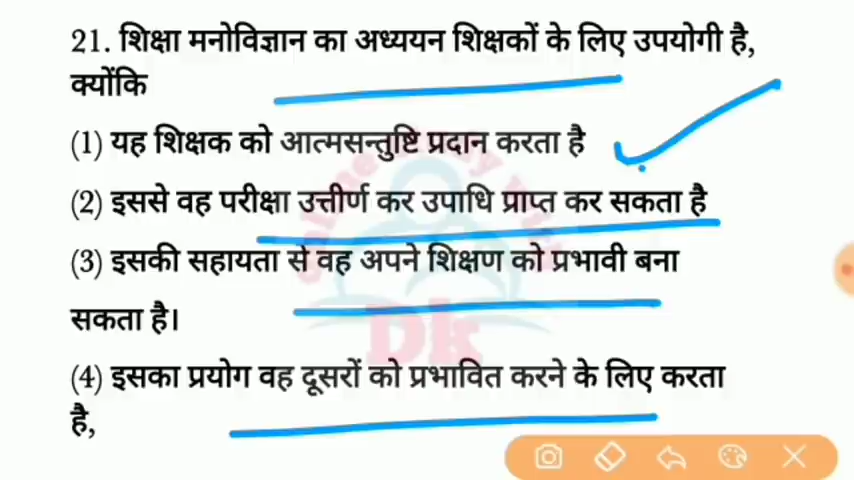 21. शिक्षा मनोविज्ञान का अध्ययन शिक्षकों के लिए उपयोगी है,
क्योंकि
(1) यह शिक्षक को आत्मसन्तुष्टि प्रदान करता है
(2) इससे वह परीक्षा उत्तीर्ण कर उपाधि प्राप्त कर सकता है
(3) इसकी सहायता से वह अपने शिक्षण को प्रभावी बना
सकता है।
Dk
(4) इसका प्रयोग वह दूसरों को प्रभावित करने के लिए करता
है,